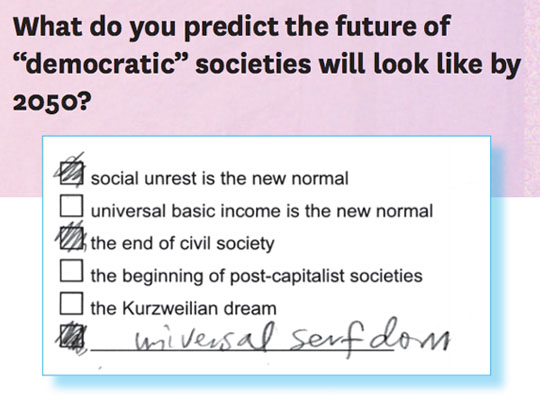 What do you predict the future of
“democratic” societies will look like by
2050?
social unrest is the new normal
universal basic income is the new normal
the end of civil society
the beginning of post-capitalist societies
the Kurzweilian dream
universal serfdom